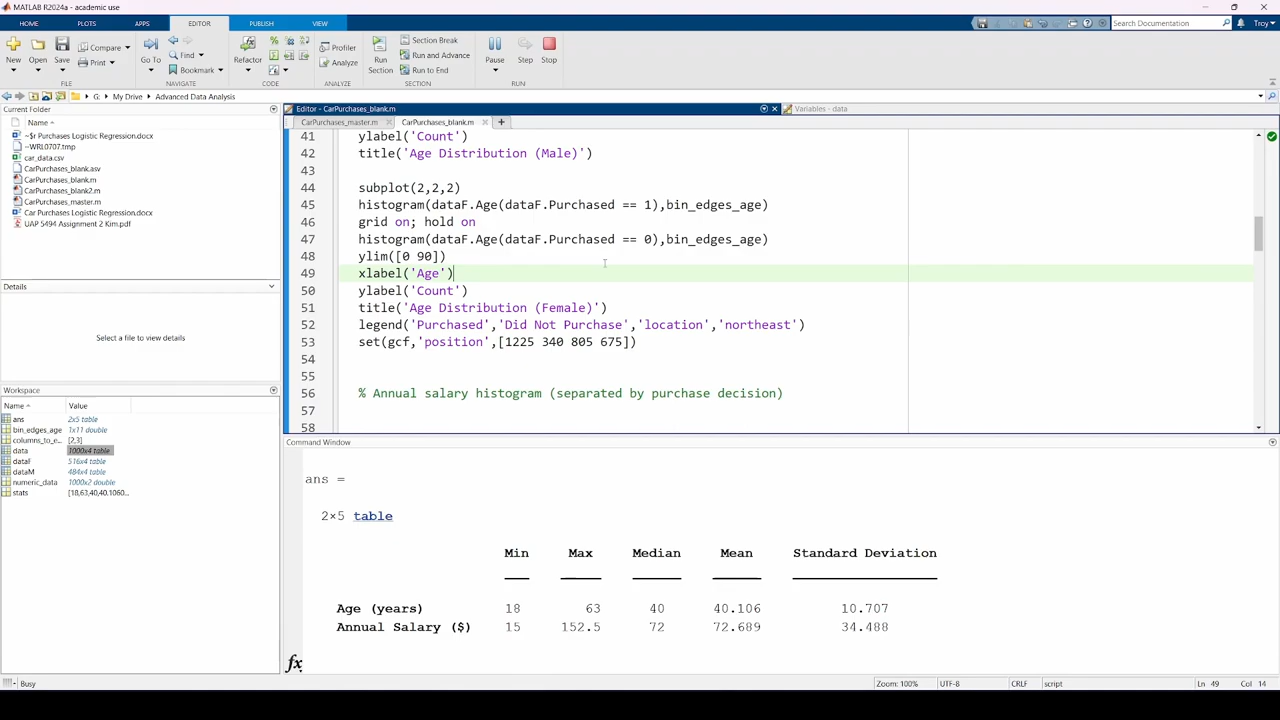 MATLAB R2024a - academic use
HOME PLOTS APPS EDITOR PUBLISH VIEW
Search Documentation
Troy
New Open Save Compare Print
Go To Find Bookmark
Refactor
Profiler
Analyze
Run Section
Section Break
Run and Advance
Run to End
Pause Step Stop
FILE NAVIGATE CODE ANALYZE SECTION RUN
G: My Drive Advanced Data Analysis
Current Folder
Name
~$r Purchases Logistic Regression.docx
~WRL0707.tmp
car_data.csv
CarPurchases_blank.asv
CarPurchases_blank.m
CarPurchases_blank2.m
CarPurchases_master.m
Car Purchases Logistic Regression.docx
UAP 5494 Assignment 2 Kim.pdf
Details
Select a file to view details
Workspace
Name Value
ans 2x5 table
bin_edges_age 1x11 double
columns_to_e... [2,3]
data 1000x4 table
dataF 516x4 table
dataM 484x4 table
numeric_data 1000x2 double
stats [18,63,40,40.1060...
Editor - CarPurchases_blank.m
Variables - data
CarPurchases_master.m CarPurchases_blank.m
41 ylabel('Count')
42 title('Age Distribution (Male)')
43
44 subplot(2,2,2)
45 histogram(dataF.Age(dataF.Purchased == 1),bin_edges_age)
46 grid on; hold on
47 histogram(dataF.Age(dataF.Purchased == 0),bin_edges_age)
48 ylim([0 90])
49 xlabel('Age')
50 ylabel('Count')
51 title('Age Distribution (Female)')
52 legend('Purchased','Did Not Purchase','location','northeast')
53 set(gcf,'position',[1225 340 805 675])
54
55
56 % Annual salary histogram (separated by purchase decision)
57
58
Command Window
ans =
2×5 table
Min Max Median Mean Standard Deviation
Age (years) 18 63 40 40.106 10.707
Annual Salary ($) 15 152.5 72 72.689 34.488
fx
Busy
Zoom: 100% UTF-8 CRLF script Ln 49 Col 14